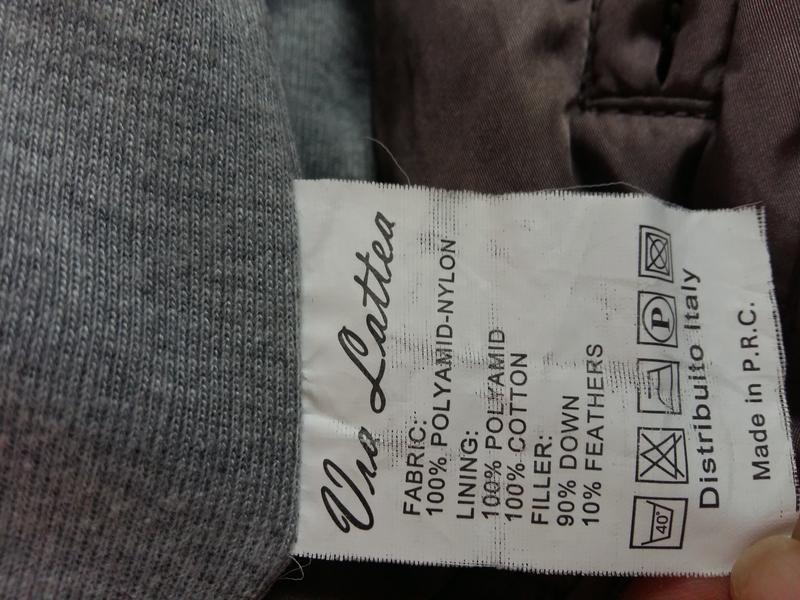 Via Lattea
FABRIC:
100% POLYAMID-NYLON
LINING:
100% POLYAMID
100% COTTON
FILLER:
90% DOWN
10% FEATHERS
40°
P
Distribuito Italy
Made in P.R.C.